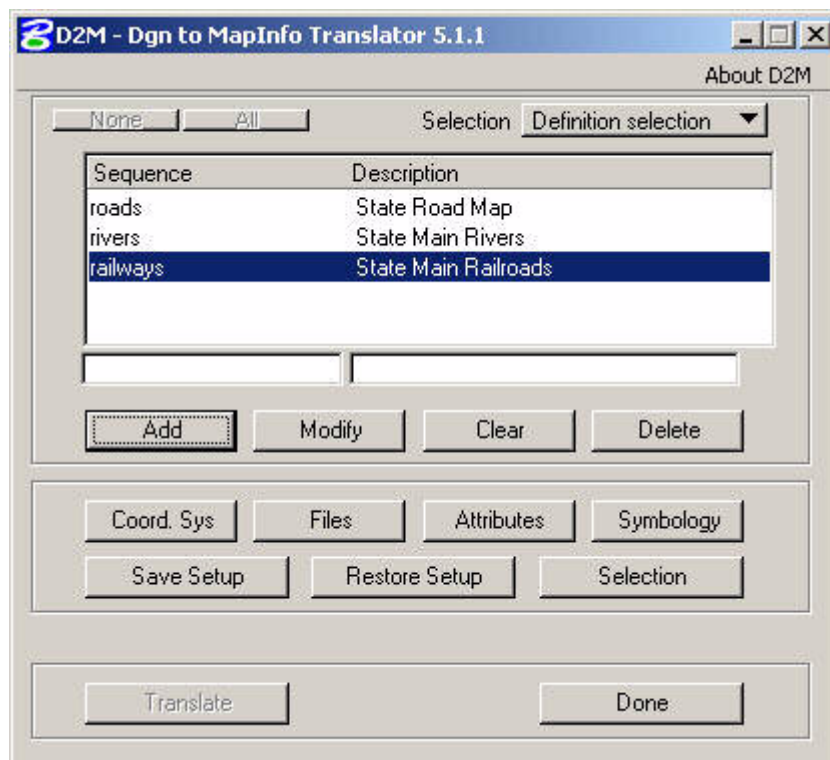 D2M - Dgn to MapInfo Translator 5.1.1
About D2M
None All Selection Definition selection
Sequence Description
roads State Road Map
rivers State Main Rivers
railways State Main Railroads
Add Modify Clear Delete
Coord. Sys Files Attributes Symbology
Save Setup Restore Setup Selection
Translate Done